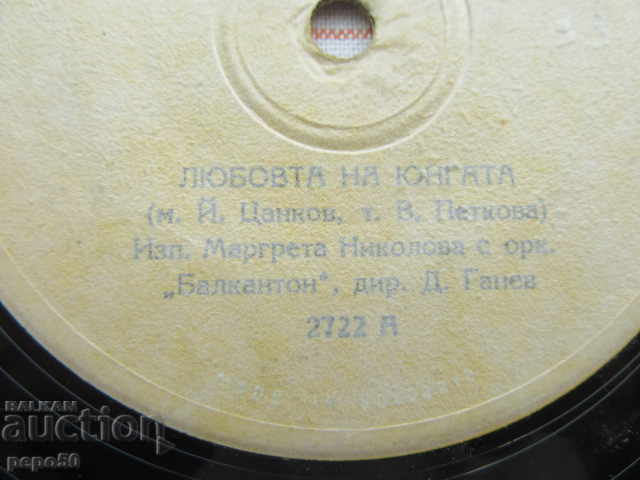 ЛЮБОВТА НА ЮНГАТА
(м. Й. Цанков, т. В. Петкова)
Изп. Маргрета Николова с орк.
„Балкантон“, дир. Д. Ганев
2722 А
BALKAN
auction
pepo50